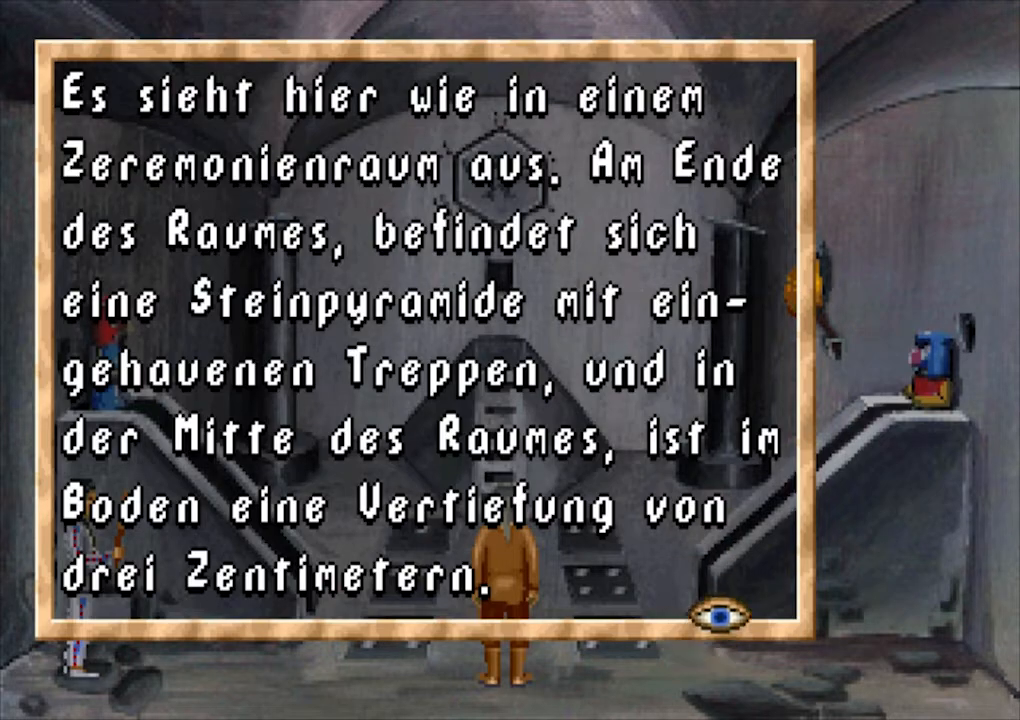 Es sieht hier wie in einem
Zeremonienraum aus. Am Ende
des Raumes, befindet sich
eine Steinpyramide mit ein-
gehauenen Treppen, und in
der Mitte des Raumes, ist im
Boden eine Vertiefung von
drei Zentimetern.